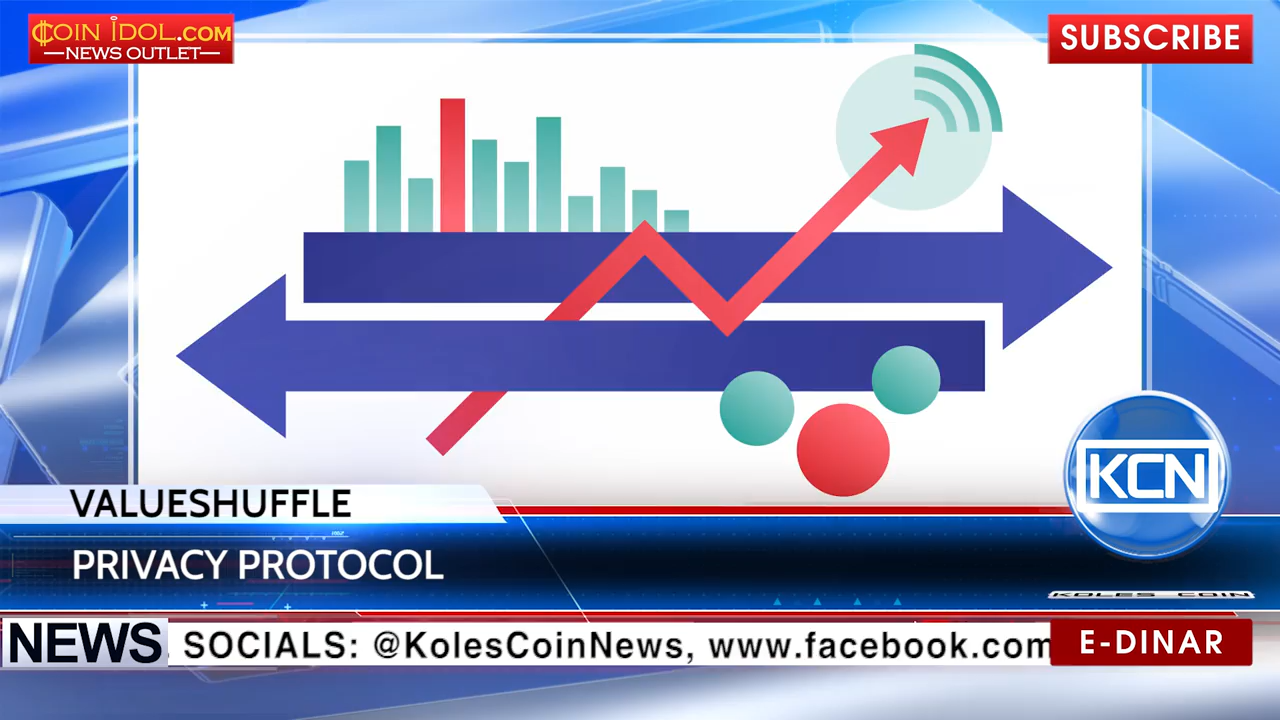 COIN IDOL.COM
NEWS OUTLET
SUBSCRIBE
KCN
VALUESHUFFLE
PRIVACY PROTOCOL
KOLES COIN
NEWS
. SOCIALS: @KolesCoinNews, www.facebook.com
E-DINAR